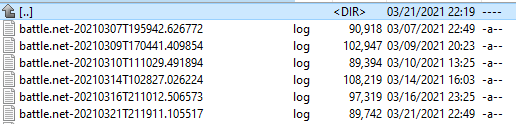 [..] <DIR> 03/21/2021 22:19 ----
battle.net-20210307T195942.626772 log 90,918 03/07/2021 22:49 -a--
battle.net-20210309T170441.409854 log 102,947 03/09/2021 20:23 -a--
battle.net-20210310T111029.491894 log 89,394 03/10/2021 13:25 -a--
battle.net-20210314T102827.026224 log 108,219 03/14/2021 16:03 -a--
battle.net-20210316T211012.506573 log 97,319 03/16/2021 23:25 -a--
battle.net-20210321T211911.105517 log 89,742 03/21/2021 22:49 -a--